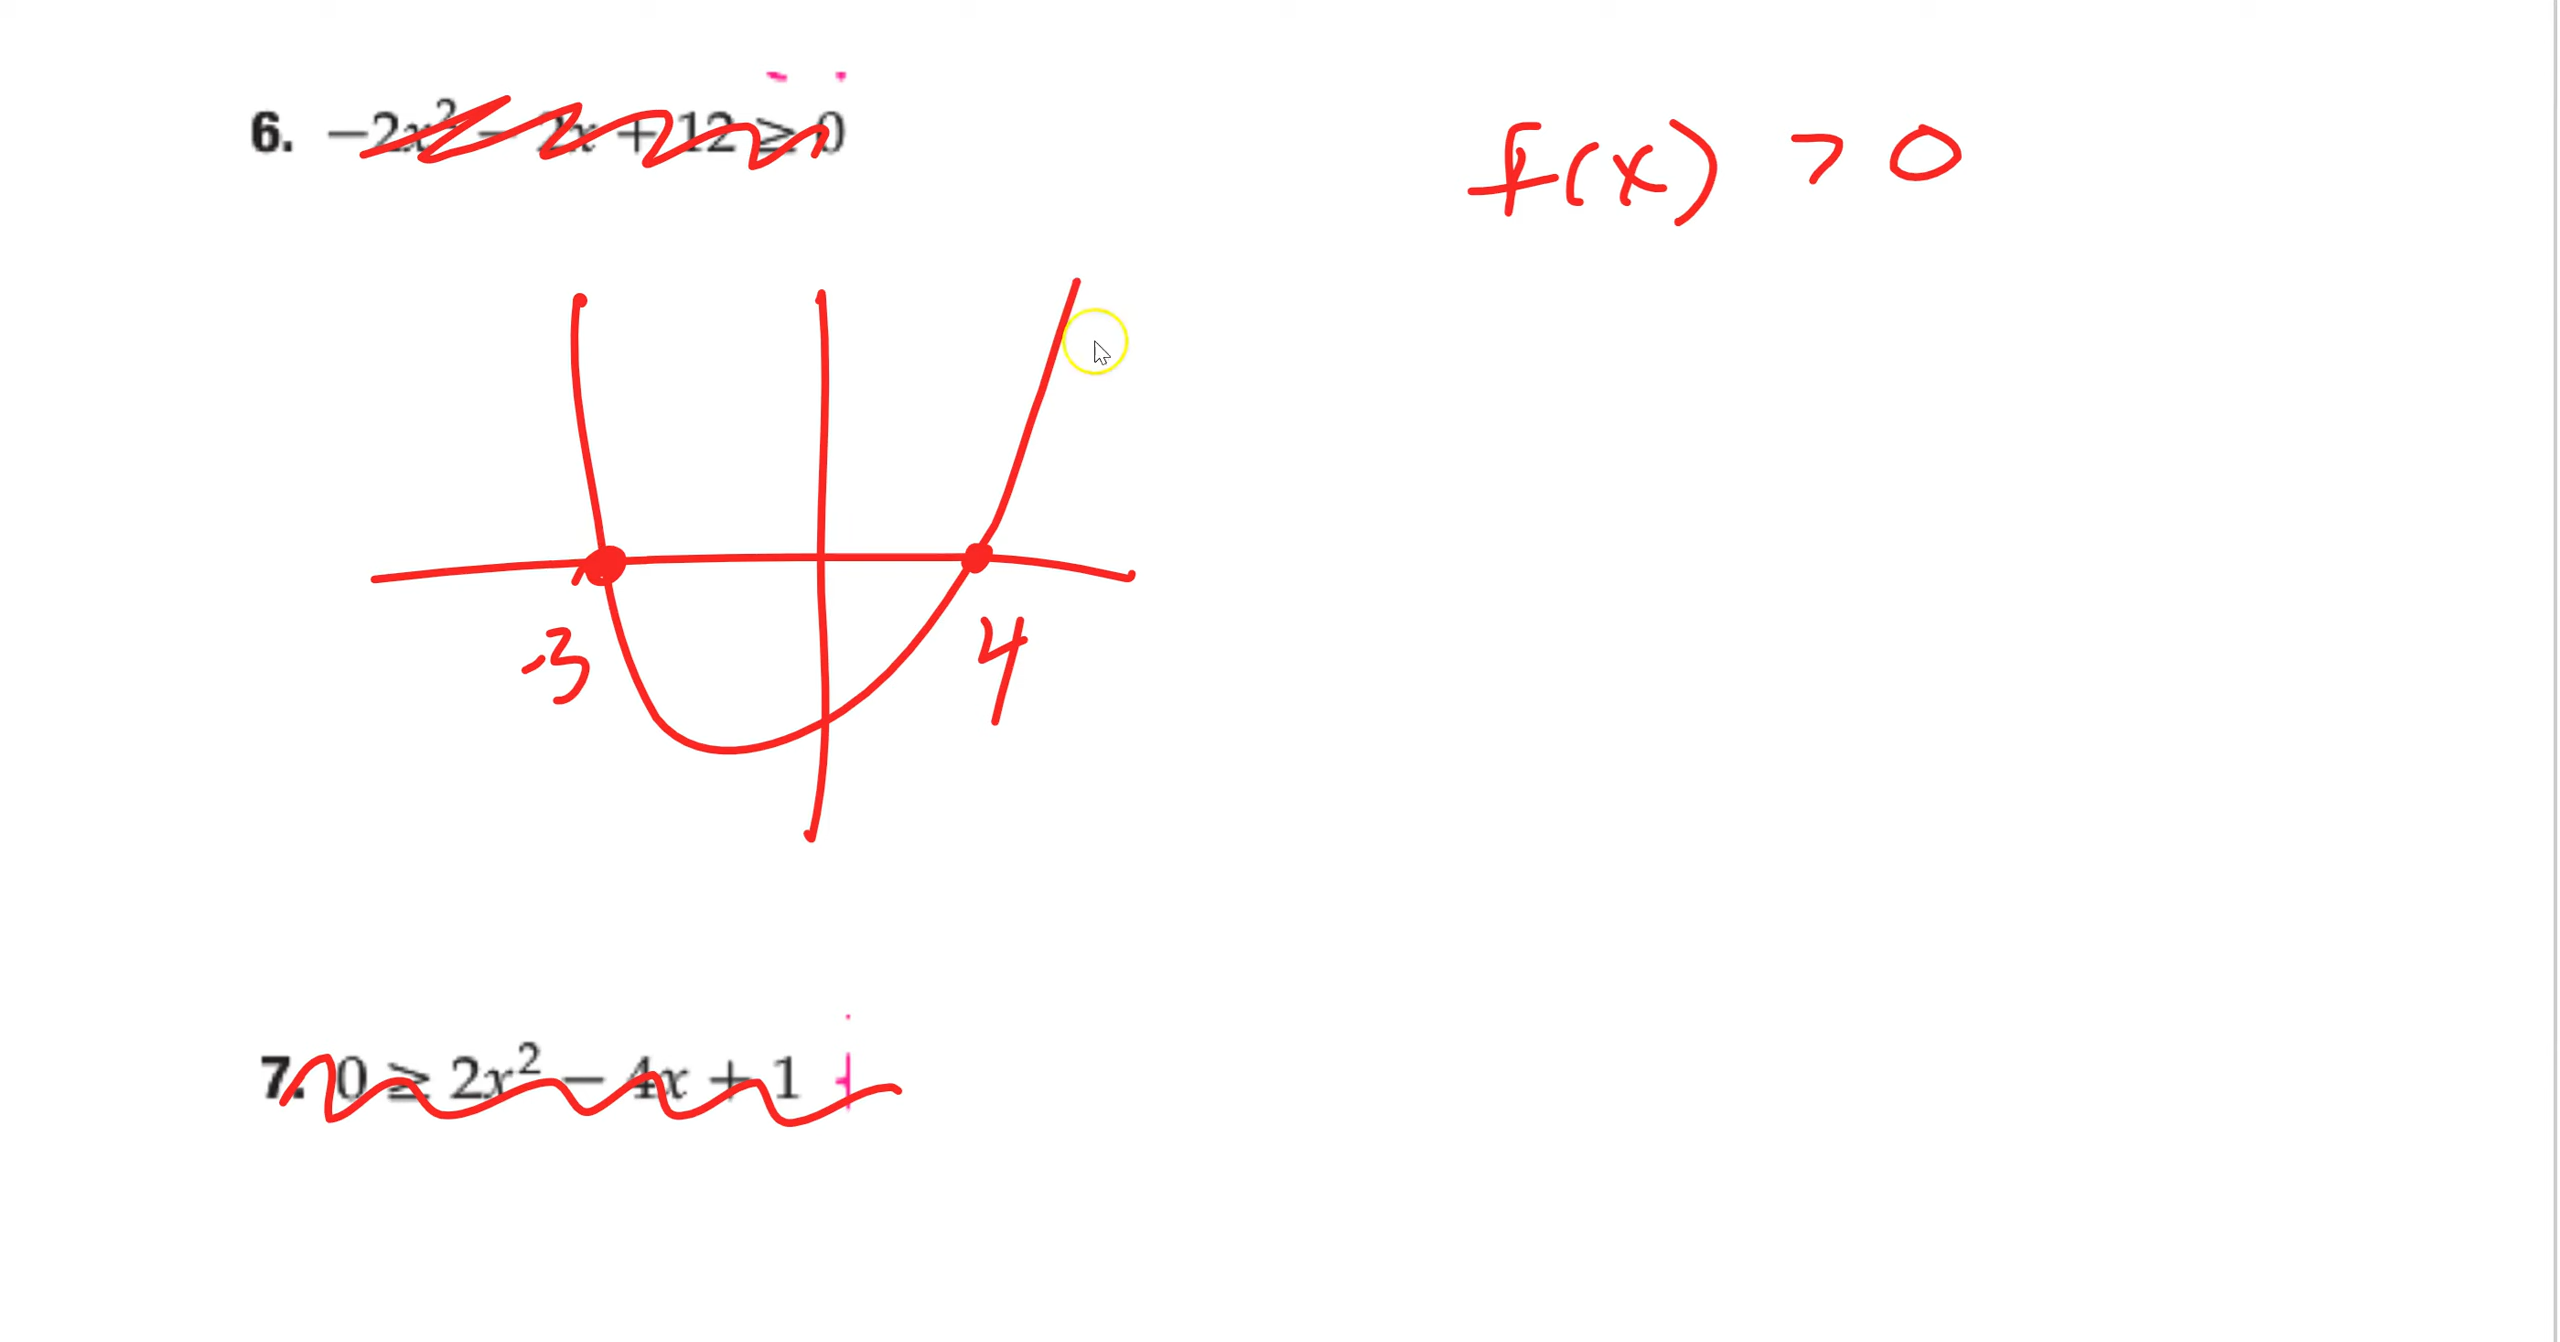 6. −2x² − 2x + 12 ≥ 0
f(x) > 0
-3
4
7. 0 ≥ 2x² − 4x + 1